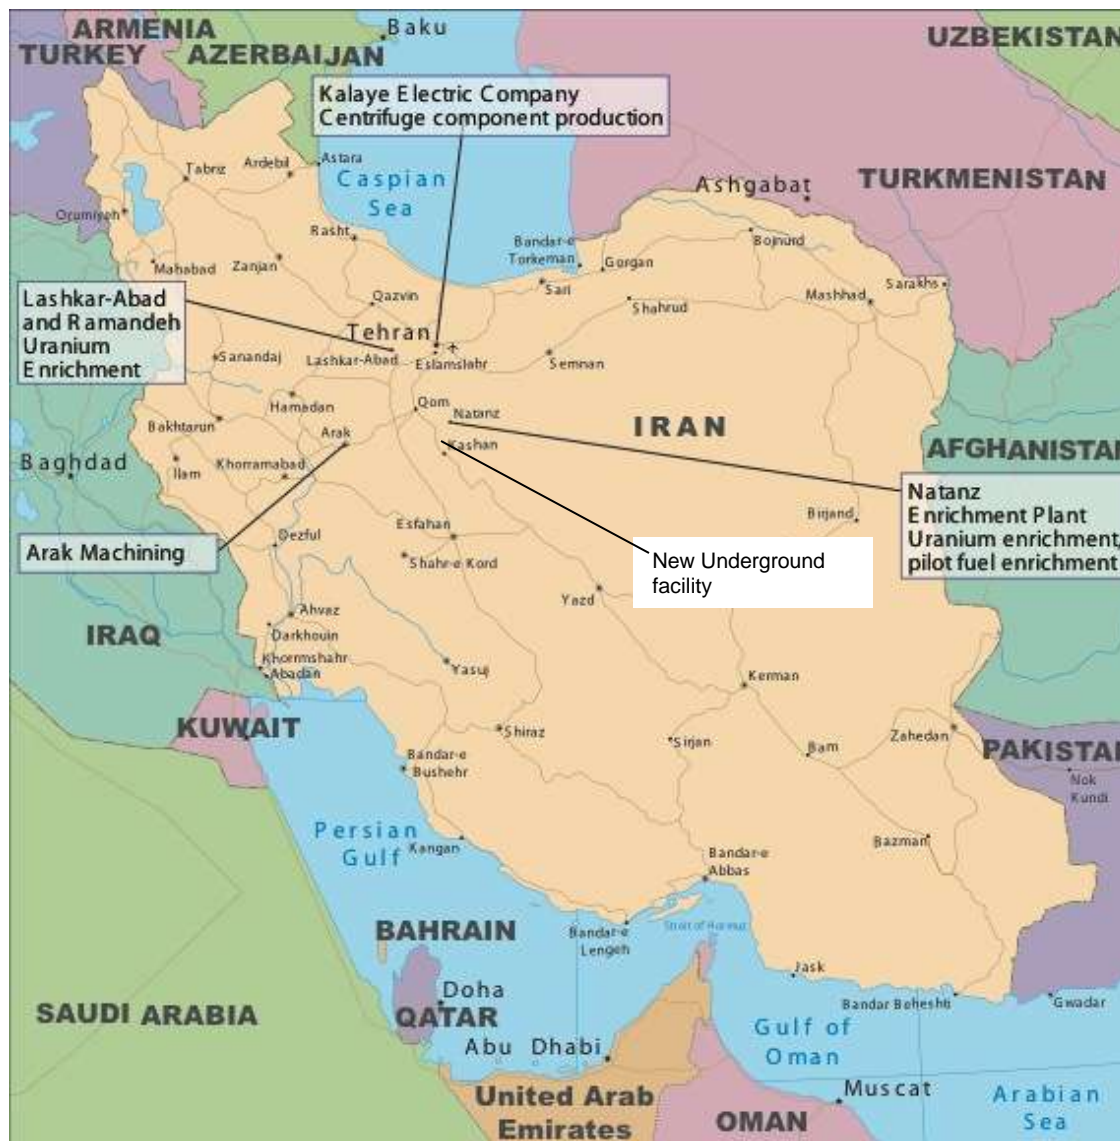 ARMENIA
TURKEY
AZERBAIJAN
Baku
UZBEKISTAN
Kalaye Electric Company
Centrifuge component production
Tabriz
Ardebil
Astara
Caspian
Sea
Ashgabat
TURKMENISTAN
Orumiyeh
Rasht
Bandar-e
Torkeman
Gorgan
Bojnurd
Mahabad
Zanjan
Sari
Sarakhs
Mashhad
Qazvin
Shahrud
Lashkar-Abad
and Ramandeh
Uranium
Enrichment
Tehran
Sanandaj
Lashkar-Abad
Eslamslahr
Semnan
Hamadan
Qom
Natanz
IRAN
Bakhtarun
Arak
Kashan
AFGHANISTAN
Baghdad
Ilam
Khorramabad
Natanz
Enrichment Plant
Uranium enrichment,
pilot fuel enrichment
Birjand
Arak Machining
Dezful
Esfahan
Shahr-e Kord
New Underground
facility
Yazd
Ahvaz
IRAQ
Darkhouin
Khorrmshahr
Abadan
Yasuj
Kerman
KUWAIT
Shiraz
Sirjan
Bam
Zahedan
PAKISTAN
Bandar-e
Bushehr
Nok
Kundi
Persian
Gulf
Kangan
Bazman
Bandar-e
Abbas
BAHRAIN
Bandar-e
Lengeh
Strait of Hormuz
Jask
Doha
Bandar Beheshti
Gwadar
SAUDI ARABIA
QATAR
Gulf of
Oman
Abu Dhabi
Muscat
Arabian
Sea
United Arab
Emirates
OMAN